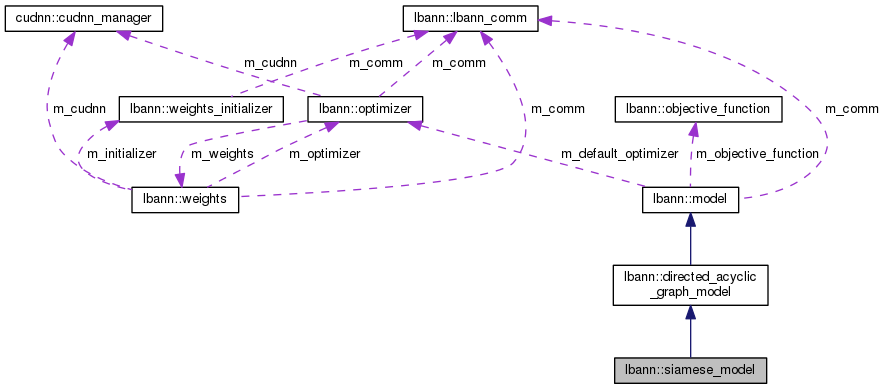 cudnn::cudnn_manager
lbann::lbann_comm
m_cudnn
m_comm
m_comm
m_cudnn
lbann::weights_initializer
lbann::optimizer
m_comm
lbann::objective_function
m_comm
m_initializer
m_weights
m_optimizer
m_default_optimizer
m_objective_function
lbann::weights
lbann::model
lbann::directed_acyclic
_graph_model
lbann::siamese_model